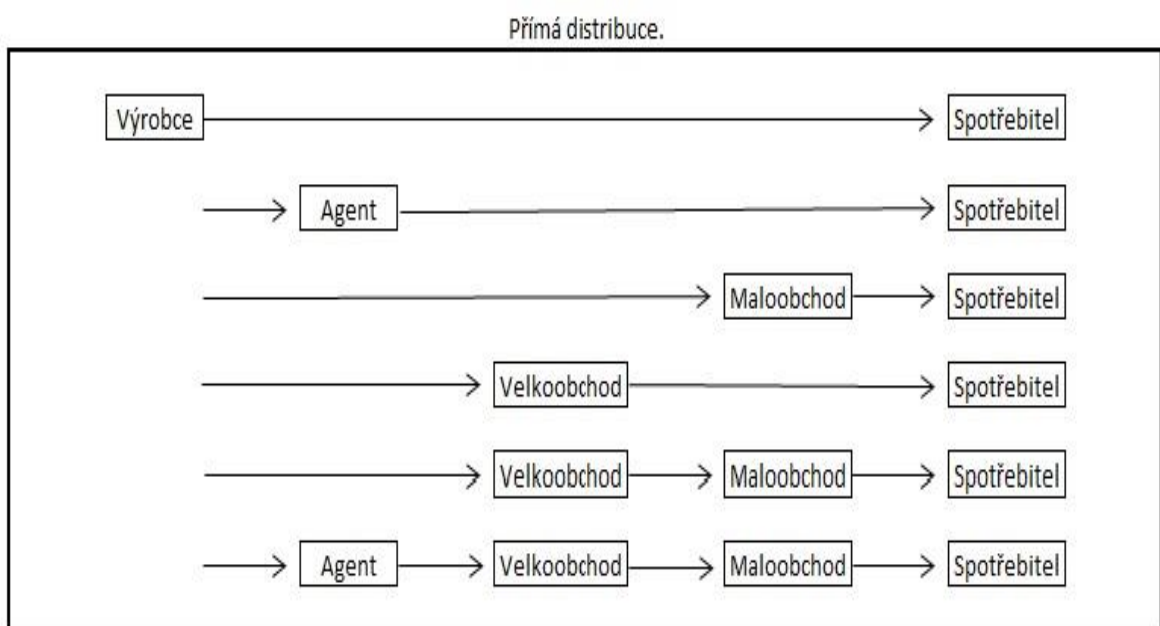 Přímá distribuce.
Výrobce Spotřebitel
Agent Spotřebitel
Maloobchod Spotřebitel
Velkoobchod Spotřebitel
Velkoobchod Maloobchod Spotřebitel
Agent Velkoobchod Maloobchod Spotřebitel